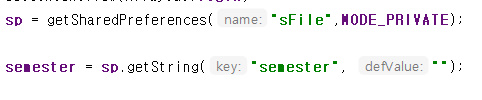 sp = getSharedPreferences( name: "sFile",MODE_PRIVATE);
semester = sp.getString( key: "semester", defValue: "");